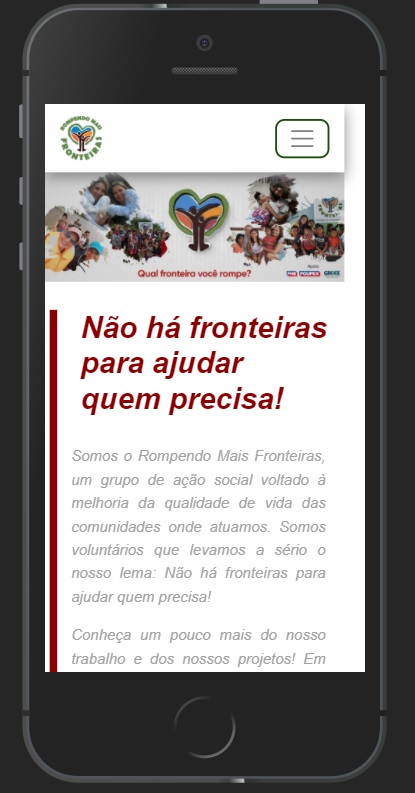 ROMPENDO MAIS
FRONTEIRAS
Qual fronteira você rompe?
Apoio:
FHE POUPEX
Não há fronteiras
para ajudar
quem precisa!
Somos o Rompendo Mais Fronteiras,
um grupo de ação social voltado à
melhoria da qualidade de vida das
comunidades onde atuamos. Somos
voluntários que levamos a sério o
nosso lema: Não há fronteiras para
ajudar quem precisa!
Conheça um pouco mais do nosso
trabalho e dos nossos projetos! Em